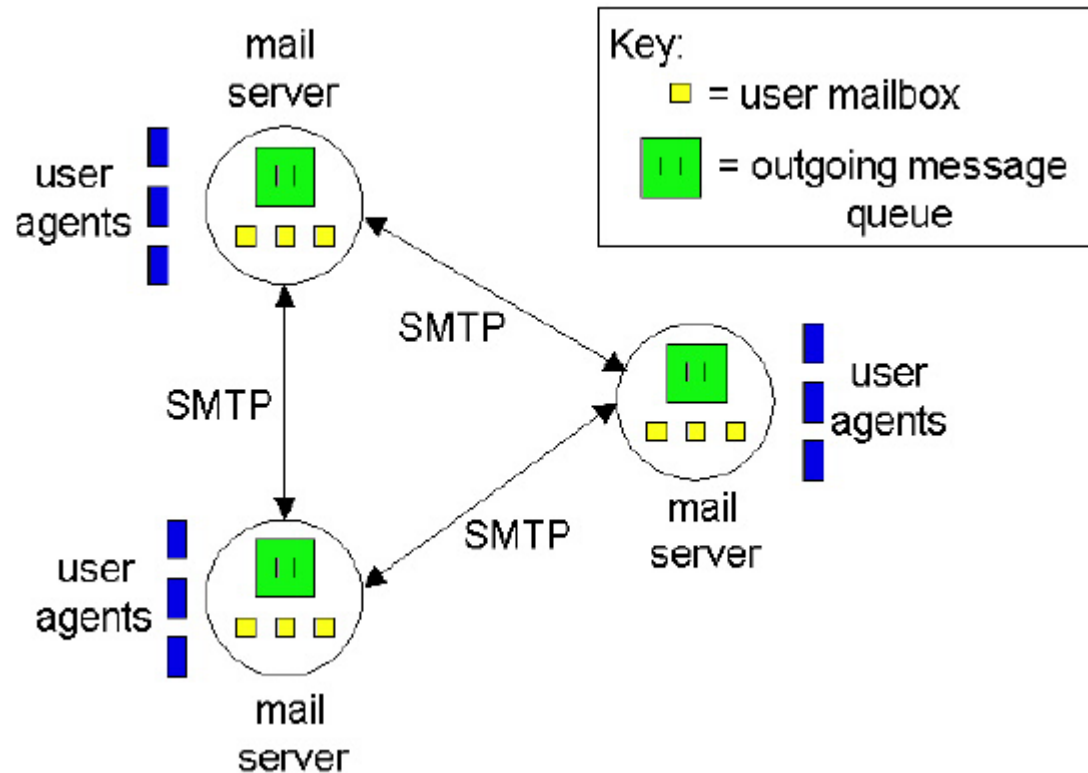 mail
server
Key:
= user mailbox
= outgoing message
queue
user
agents
SMTP
SMTP
user
agents
SMTP
mail
server
user
agents
mail
server